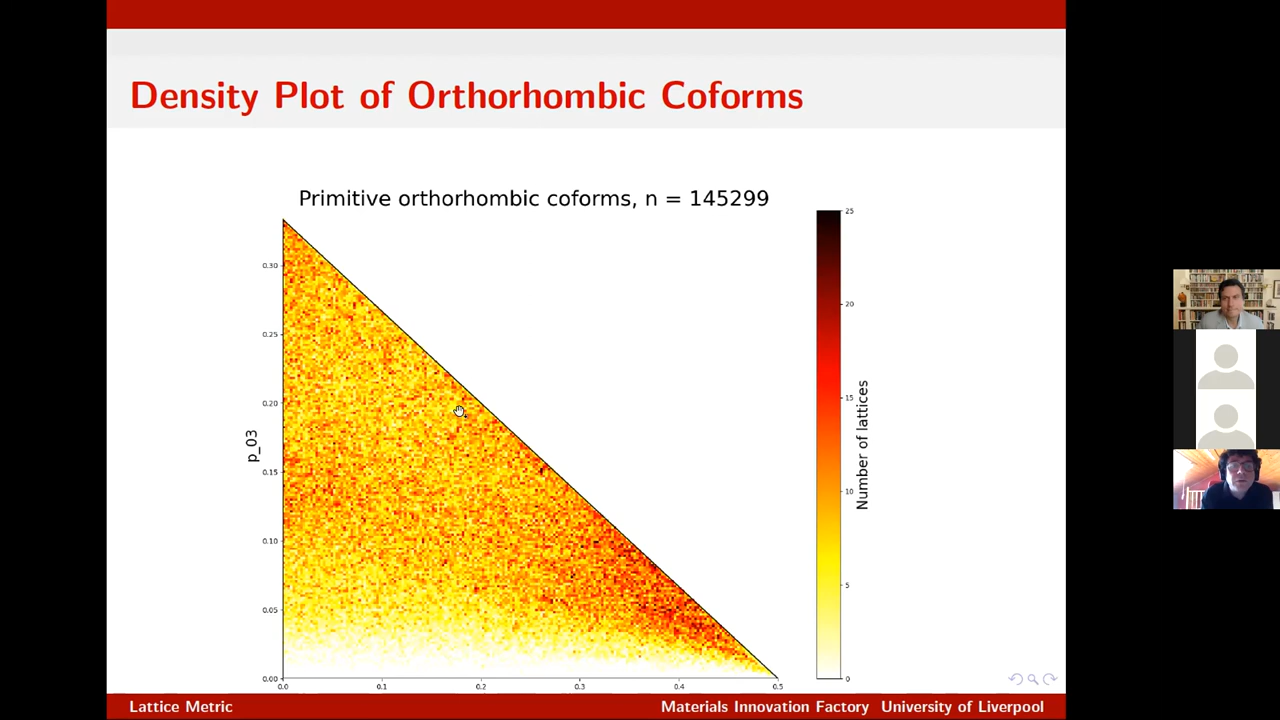 Density Plot of Orthorhombic Coforms
Primitive orthorhombic coforms, n = 145299
0.30
0.25
0.20
0.15
0.10
0.05
0.00
p_03
0.0 0.1 0.2 0.3 0.4 0.5
25
20
15
10
5
0
Number of lattices
Lattice Metric Materials Innovation Factory University of Liverpool